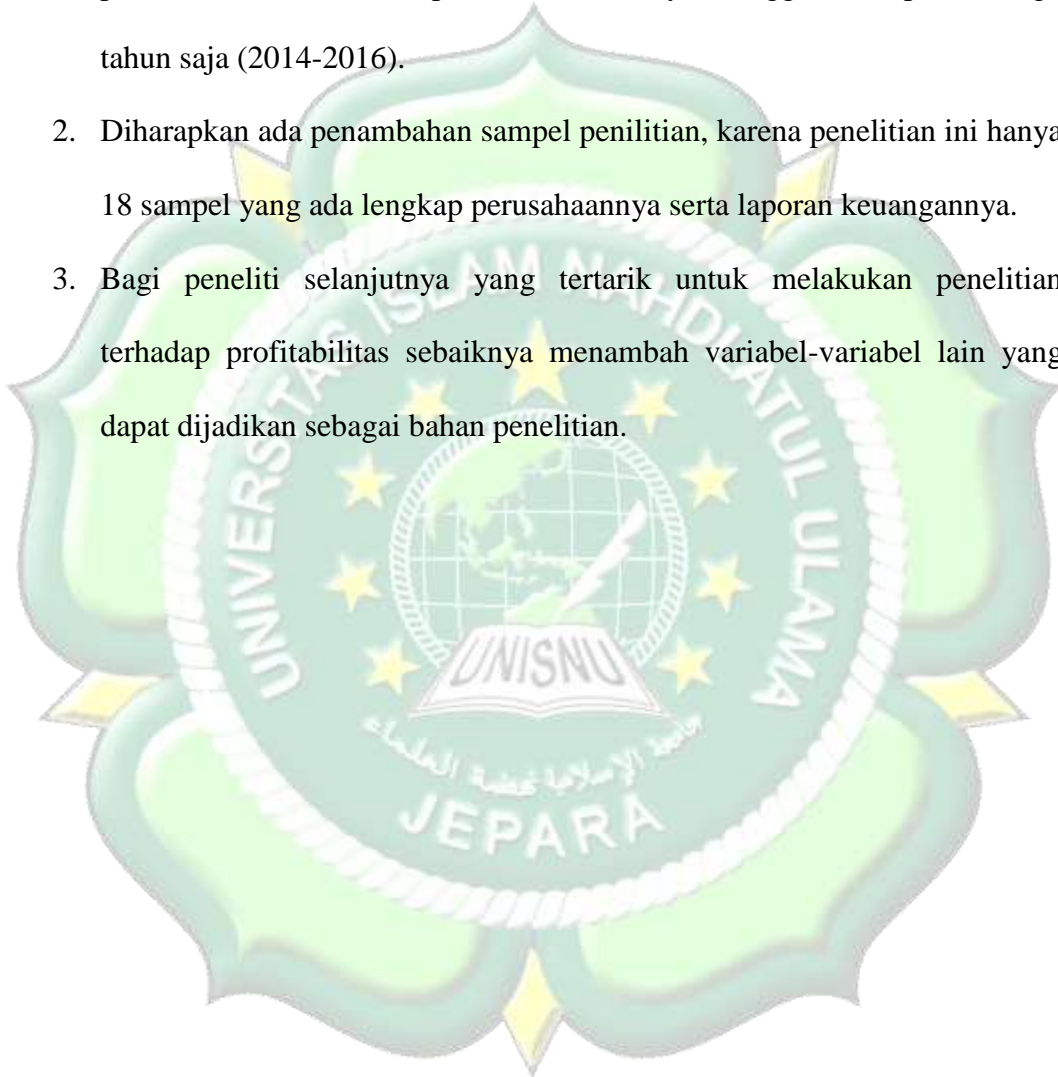 tahun saja (2014-2016).
2. Diharapkan ada penambahan sampel penilitian, karena penelitian ini hanya
18 sampel yang ada lengkap perusahaannya serta laporan keuangannya.
3. Bagi peneliti selanjutnya yang tertarik untuk melakukan penelitian
terhadap profitabilitas sebaiknya menambah variabel-variabel lain yang
dapat dijadikan sebagai bahan penelitian.
UNIVERSITAS ISLAM NAHDLATUL ULAMA
UNISNU
JEPARA